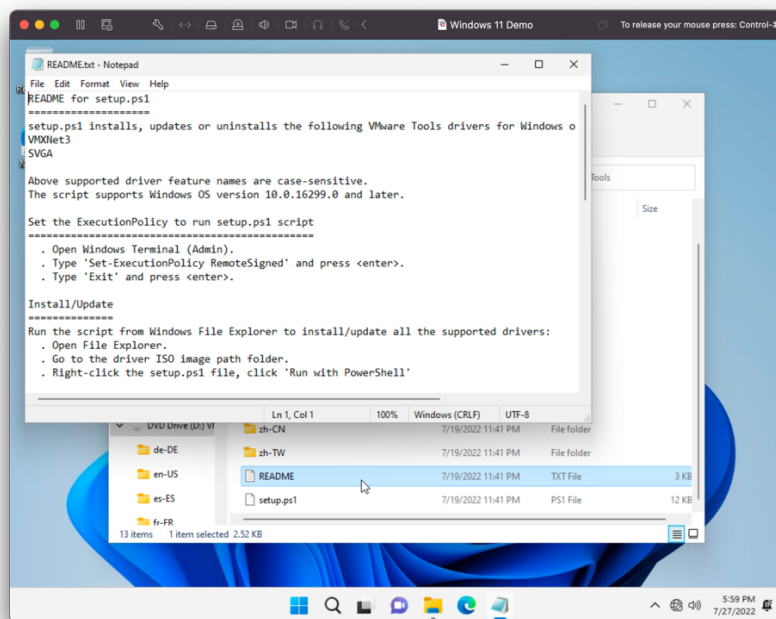 Windows 11 Demo
To release your mouse press: Control-
README.txt - Notepad
File Edit Format View Help
README for setup.ps1
====================
setup.ps1 installs, updates or uninstalls the following VMware Tools drivers for Windows o
VMXNet3
SVGA
Above supported driver feature names are case-sensitive.
The script supports Windows OS version 10.0.16299.0 and later.
Set the ExecutionPolicy to run setup.ps1 script
===============================================
. Open Windows Terminal (Admin).
. Type 'Set-ExecutionPolicy RemoteSigned' and press <enter>.
. Type 'Exit' and press <enter>.
Install/Update
==============
Run the script from Windows File Explorer to install/update all the supported drivers:
. Open File Explorer.
. Go to the driver ISO image path folder.
. Right-click the setup.ps1 file, click 'Run with PowerShell'
Ln 1, Col 1 100% Windows (CRLF) UTF-8
Tools
Size
DVD Drive (D:) VI
de-DE
en-US
es-ES
fr-FR
zh-CN 7/19/2022 11:41 PM File folder
zh-TW 7/19/2022 11:41 PM File folder
README 7/19/2022 11:41 PM TXT File 3 KB
setup.ps1 7/19/2022 11:41 PM PS1 File 12 KB
13 items 1 item selected 2.52 KB
5:59 PM
7/27/2022